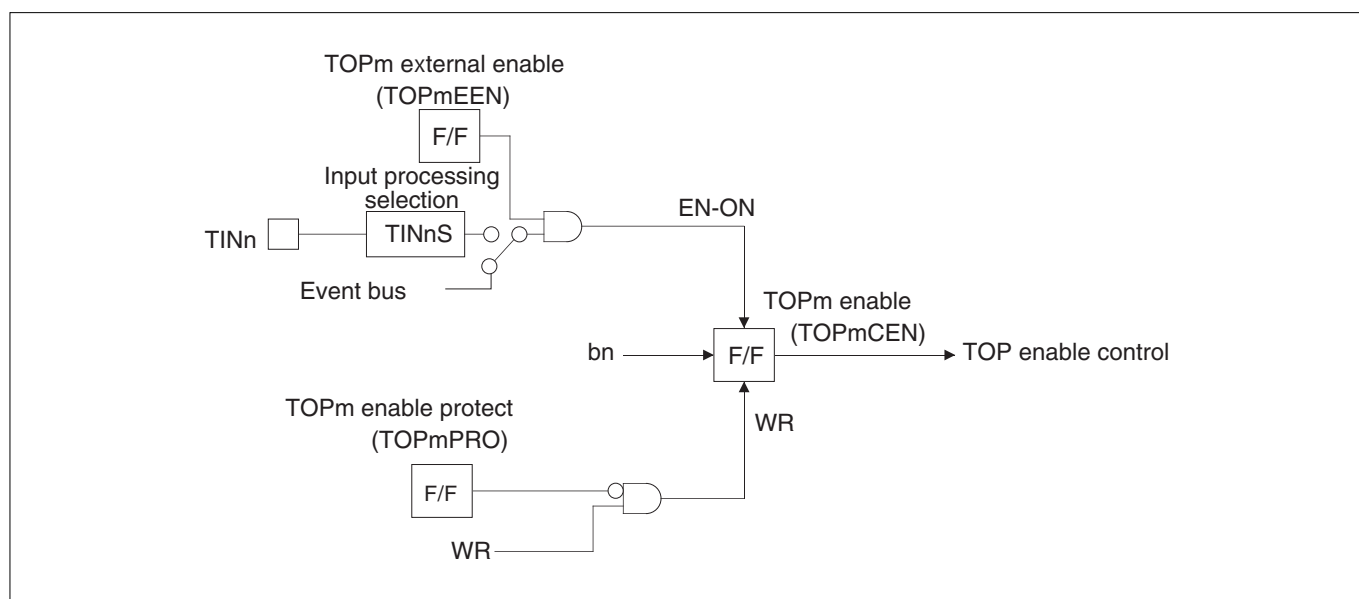 TOPm external enable
(TOPmEEN)
F/F
Input processing
selection
TINn
TINnS
EN-ON
Event bus
TOPm enable
(TOPmCEN)
bn
F/F
TOP enable control
TOPm enable protect
(TOPmPRO)
WR
F/F
WR